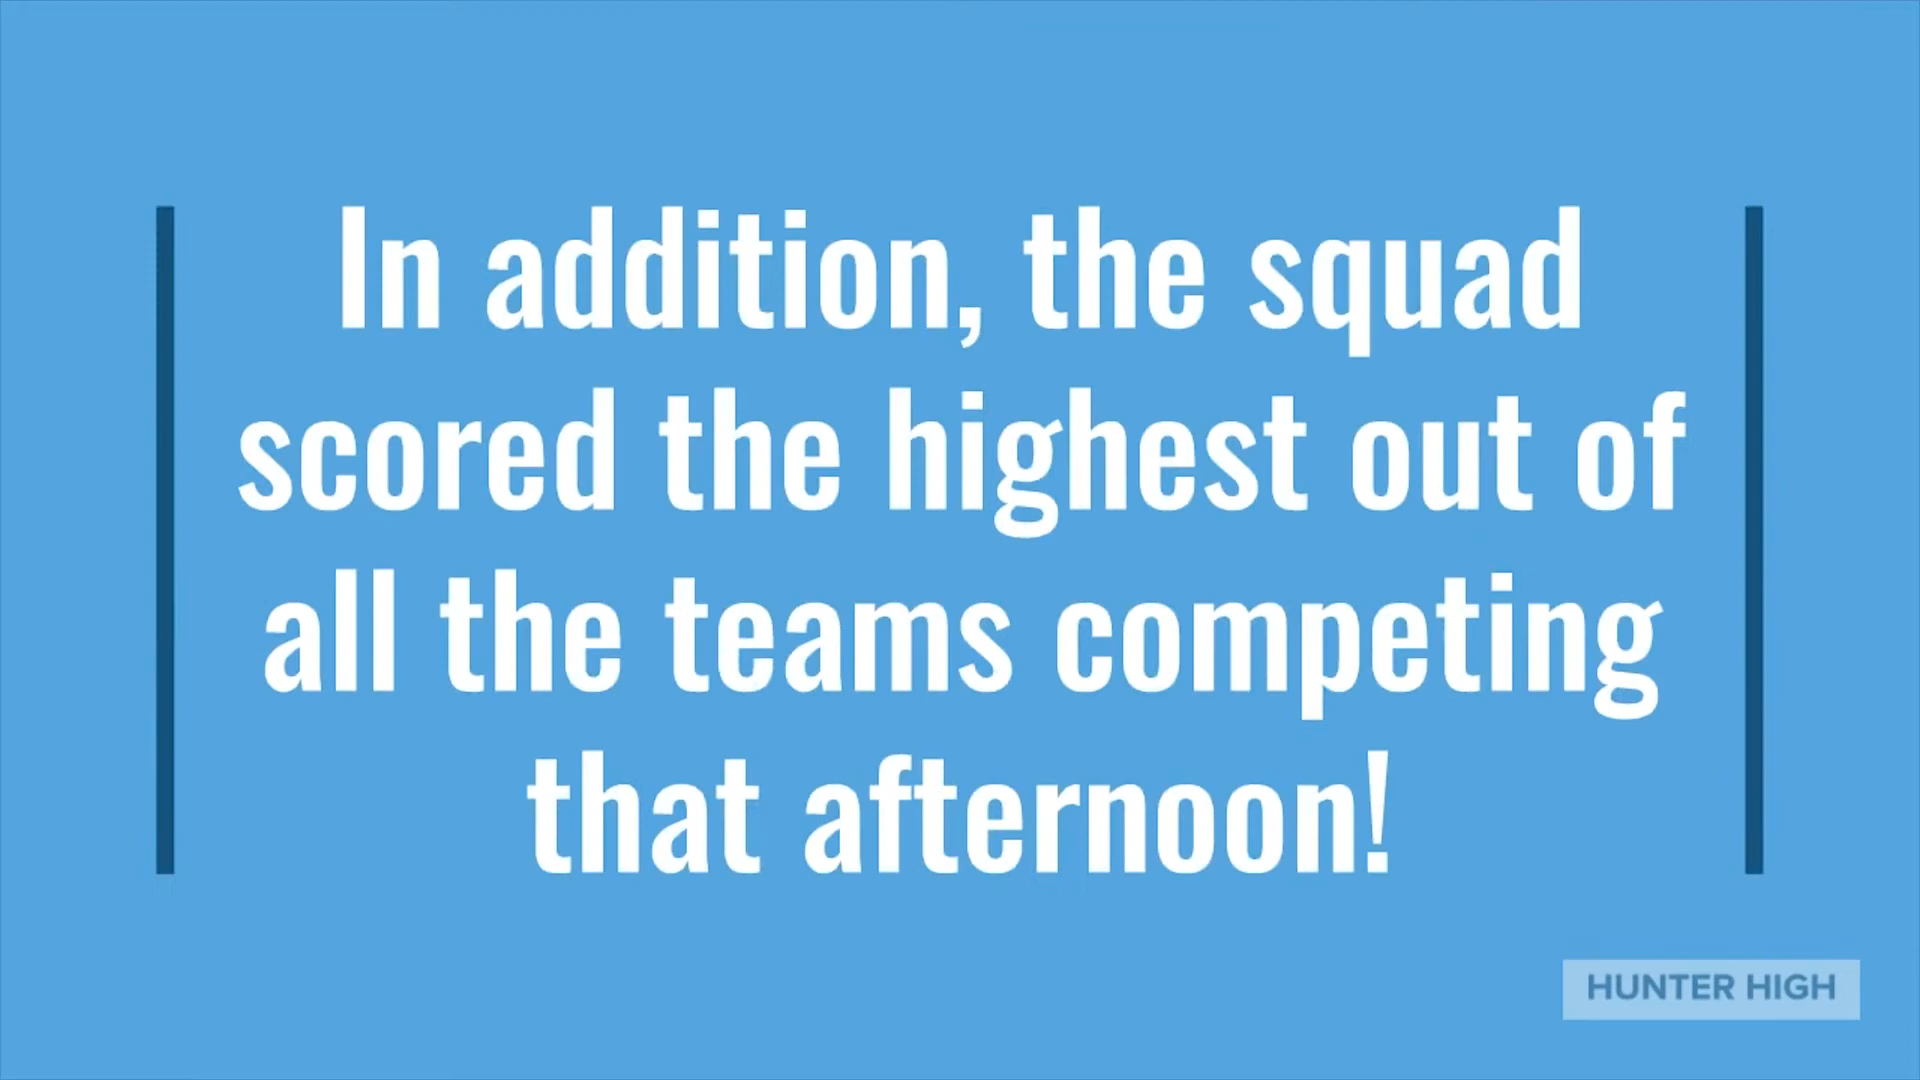 In addition, the squad
scored the highest out of
all the teams competing
that afternoon!
HUNTER HIGH